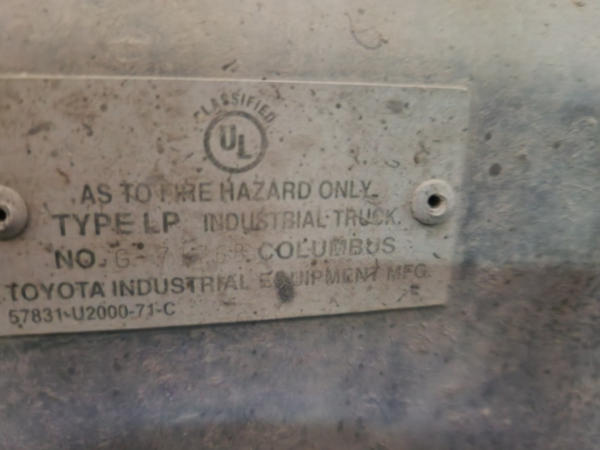 CLASSIFIED
UL
AS TO FIRE HAZARD ONLY
TYPE LP INDUSTRIAL TRUCK
NO. COLUMBUS
TOYOTA INDUSTRIAL EQUIPMENT MFG.
57831-U2000-71-C